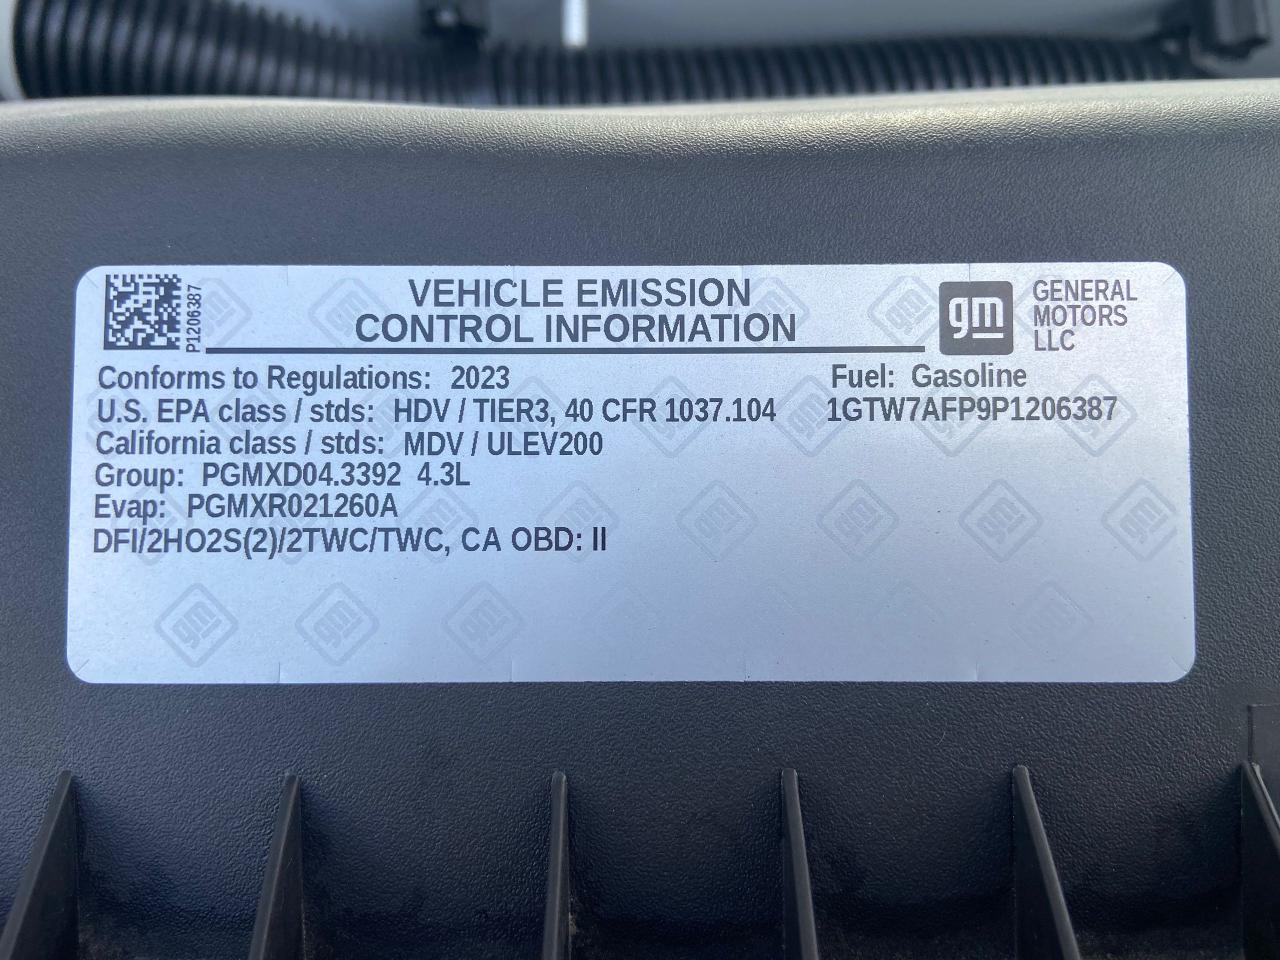 P1206387
VEHICLE EMISSION
CONTROL INFORMATION
gm
GENERAL
MOTORS
LLC
Conforms to Regulations: 2023
Fuel: Gasoline
U.S. EPA class / stds: HDV / TIER3, 40 CFR 1037.104
1GTW7AFP9P1206387
California class / stds: MDV / ULEV200
Group: PGMXD04.3392 4.3L
Evap: PGMXR021260A
DFI/2HO2S(2)/2TWC/TWC, CA OBD: II